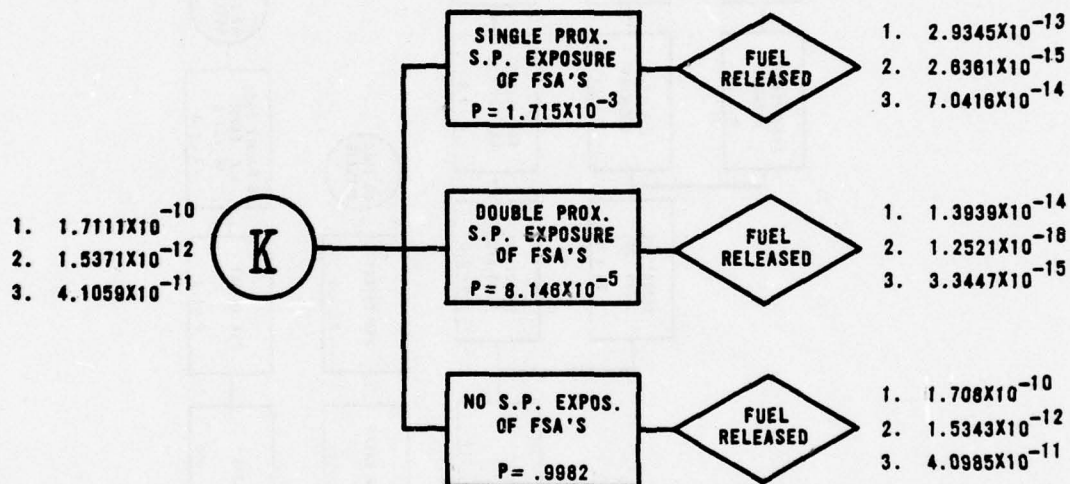 SINGLE PROX.
S.P. EXPOSURE
OF FSA'S
P= 1.715X10⁻³
FUEL
RELEASED
1. 2.9345X10⁻¹³
2. 2.6361X10⁻¹⁵
3. 7.0416X10⁻¹⁴
1. 1.7111X10⁻¹⁰
2. 1.5371X10⁻¹²
3. 4.1059X10⁻¹¹
K
DOUBLE PROX.
S.P. EXPOSURE
OF FSA'S
P= 8.146X10⁻⁵
FUEL
RELEASED
1. 1.3939X10⁻¹⁴
2. 1.2521X10⁻¹⁶
3. 3.3447X10⁻¹⁵
NO S.P. EXPOS.
OF FSA'S
P= .9982
FUEL
RELEASED
1. 1.708X10⁻¹⁰
2. 1.5343X10⁻¹²
3. 4.0985X10⁻¹¹